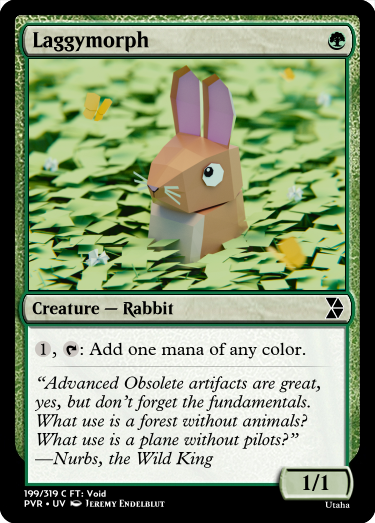 Laggymorph
Creature — Rabbit
1, T: Add one mana of any color.
“Advanced Obsolete artifacts are great,
yes, but don’t forget the fundamentals.
What use is a forest without animals?
What use is a plane without pilots?”
—Nurbs, the Wild King
1/1
199/319 C FT: Void
PVR • UV Jeremy Endelblut
Utaha